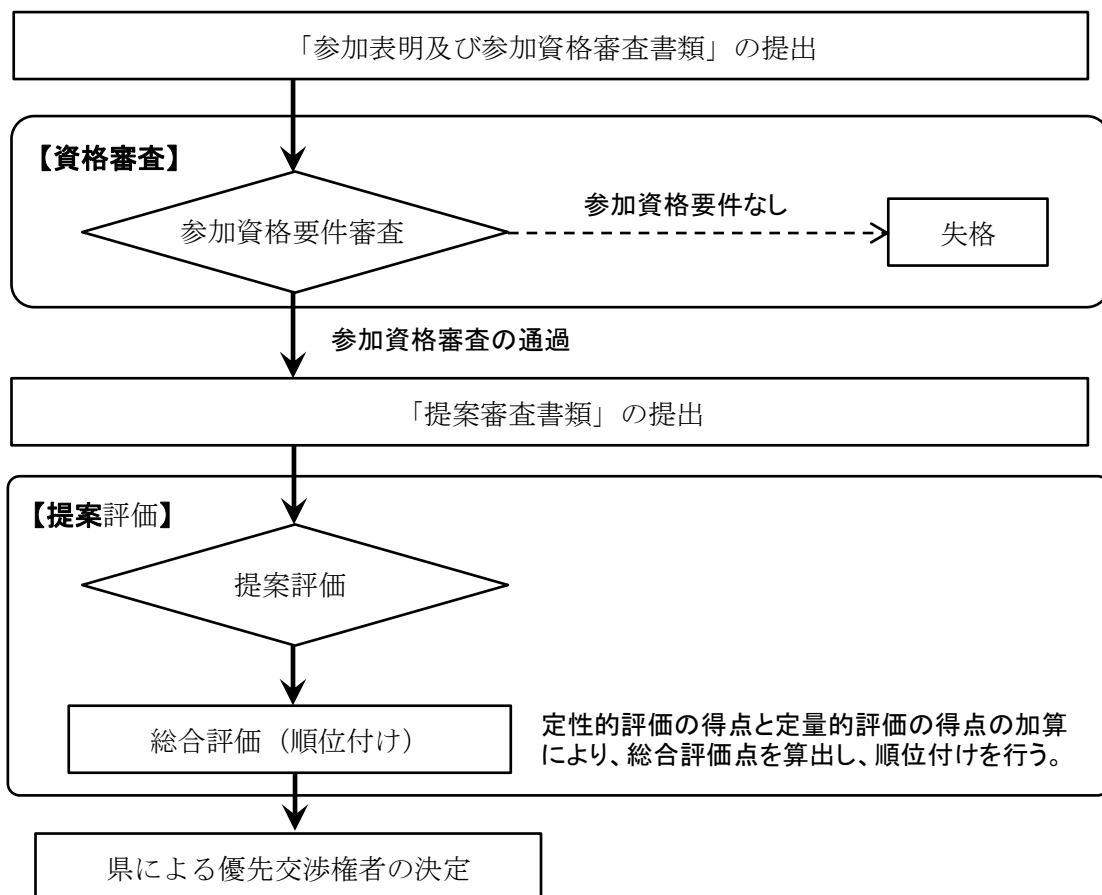 「参加表明及び参加資格審査書類」の提出
【資格審査】
参加資格要件審査
参加資格要件なし
失格
参加資格審査の通過
「提案審査書類」の提出
【提案評価】
提案評価
総合評価（順位付け）
定性的評価の得点と定量的評価の得点の加算
により、総合評価点を算出し、順位付けを行う。
県による優先交渉権者の決定